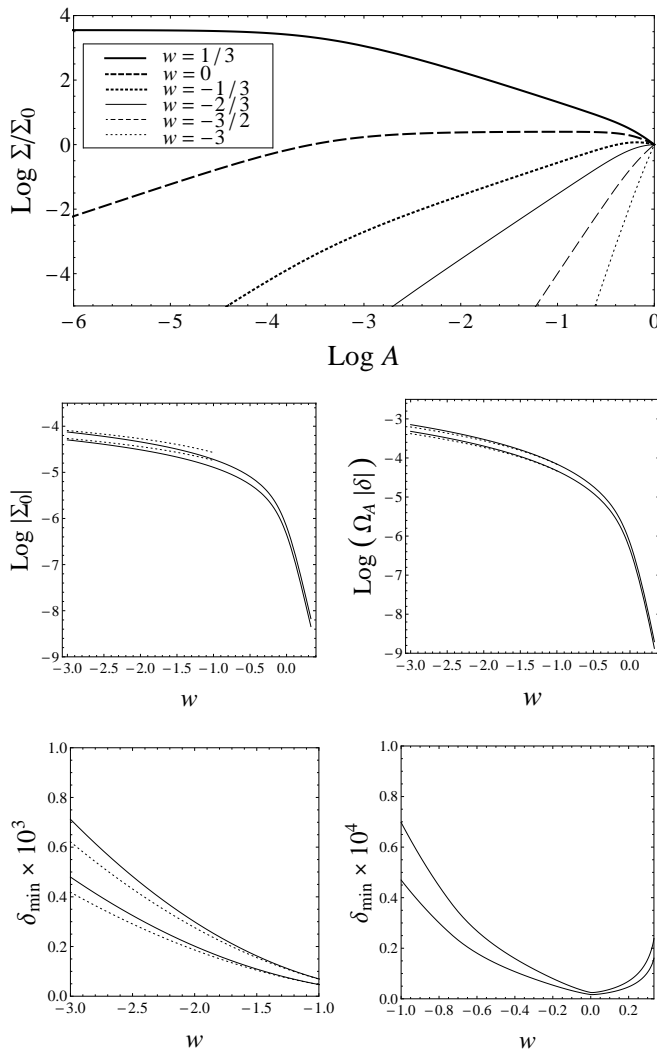 4
2
0
−2
−4
Log Σ/Σ0
w = 1/3
w = 0
w = −1/3
w = −2/3
w = −3/2
w = −3
−6 −5 −4 −3 −2 −1 0
Log A
−4
−5
−6
−7
−8
−9
Log |Σ0|
−3.0 −2.5 −2.0 −1.5 −1.0 −0.5 0.0
w
−3
−4
−5
−6
−7
−8
−9
Log ( ΩA |δ| )
−3.0 −2.5 −2.0 −1.5 −1.0 −0.5 0.0
w
1.0
0.8
0.6
0.4
0.2
0.0
δmin × 10^3
−3.0 −2.5 −2.0 −1.5 −1.0
w
1.0
0.8
0.6
0.4
0.2
0.0
δmin × 10^4
−1.0 −0.8 −0.6 −0.4 −0.2 0.0 0.2
w